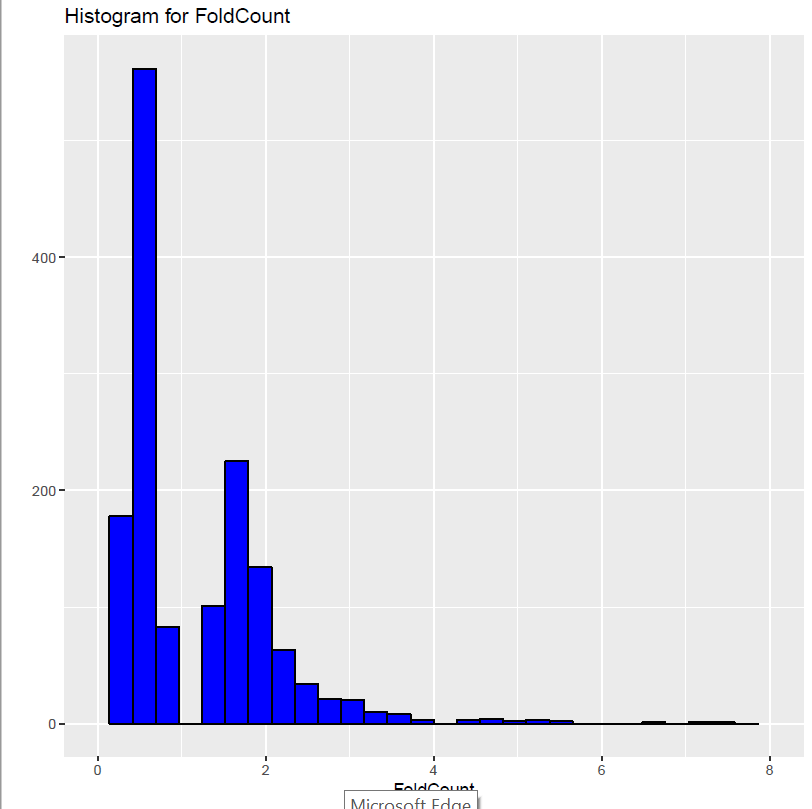 Histogram for FoldCount
400
200
0
0 2 4 6 8
FoldCount
Microsoft Edge